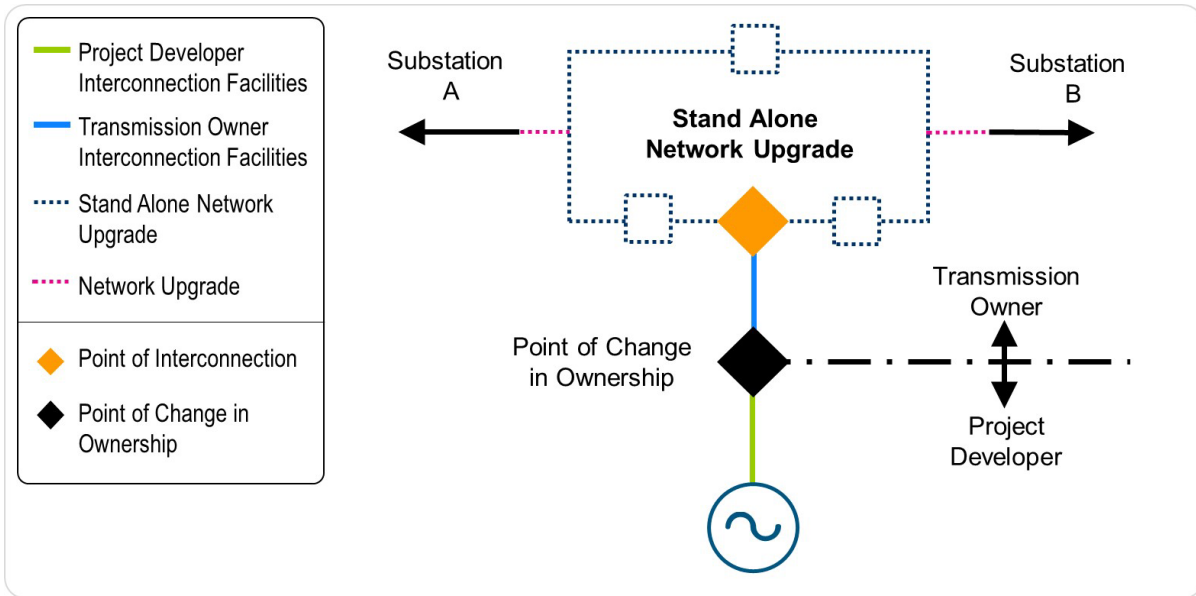 Project Developer
Interconnection Facilities
Transmission Owner
Interconnection Facilities
Stand Alone Network
Upgrade
Network Upgrade
Point of Interconnection
Point of Change in
Ownership
Substation
A
Stand Alone
Network Upgrade
Substation
B
Point of Change
in Ownership
Transmission
Owner
Project
Developer